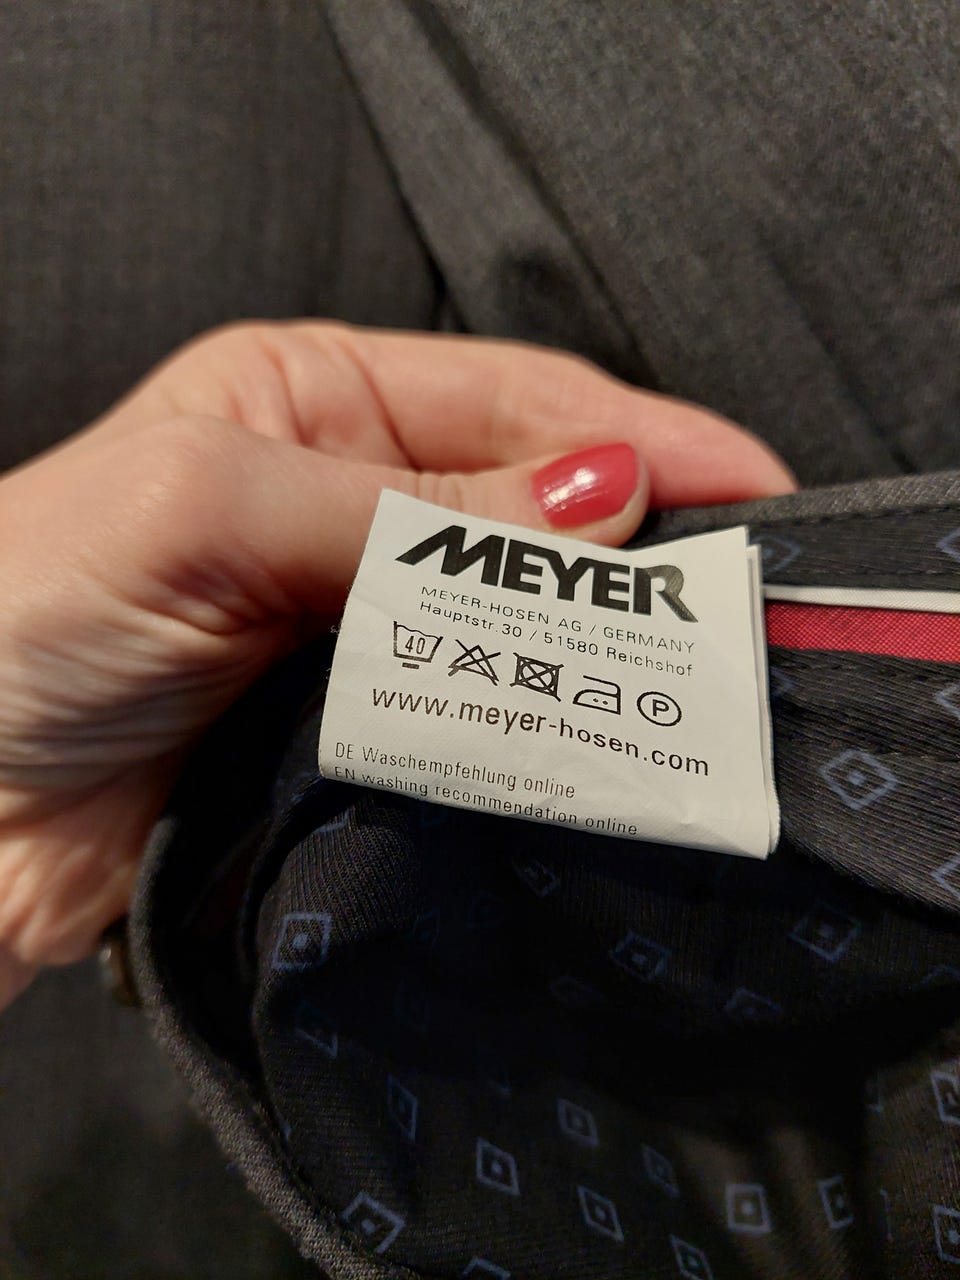 MEYER
MEYER-HOSEN AG / GERMANY
Hauptstr.30 / 51580 Reichshof
40 P
www.meyer-hosen.com
DE Waschempfehlung online
EN washing recommendation online